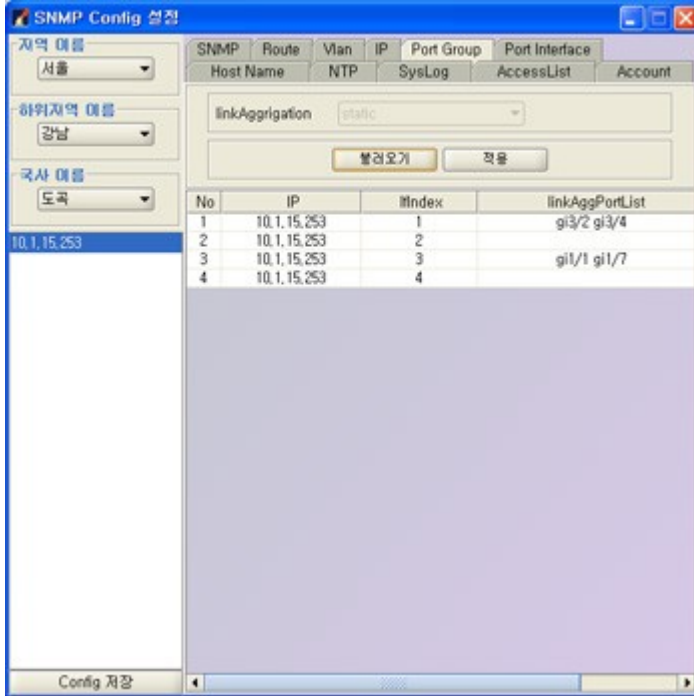 SNMP Config 설정
지역 이름
서울
하위지역 이름
강남
국사 이름
도곡
10.1.15.253
Config 저장
SNMP Route Vlan IP Port Group Port Interface
Host Name NTP SysLog AccessList Account
linkAggrigation static
불러오기 적용
No IP IfIndex linkAggPortList
1 10.1.15.253 1 gi3/2 gi3/4
2 10.1.15.253 2
3 10.1.15.253 3 gi1/1 gi1/7
4 10.1.15.253 4